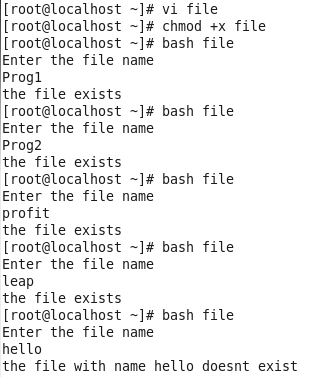 [root@localhost ~]# vi file
[root@localhost ~]# chmod +x file
[root@localhost ~]# bash file
Enter the file name
Prog1
the file exists
[root@localhost ~]# bash file
Enter the file name
Prog2
the file exists
[root@localhost ~]# bash file
Enter the file name
profit
the file exists
[root@localhost ~]# bash file
Enter the file name
leap
the file exists
[root@localhost ~]# bash file
Enter the file name
hello
the file with name hello doesnt exist